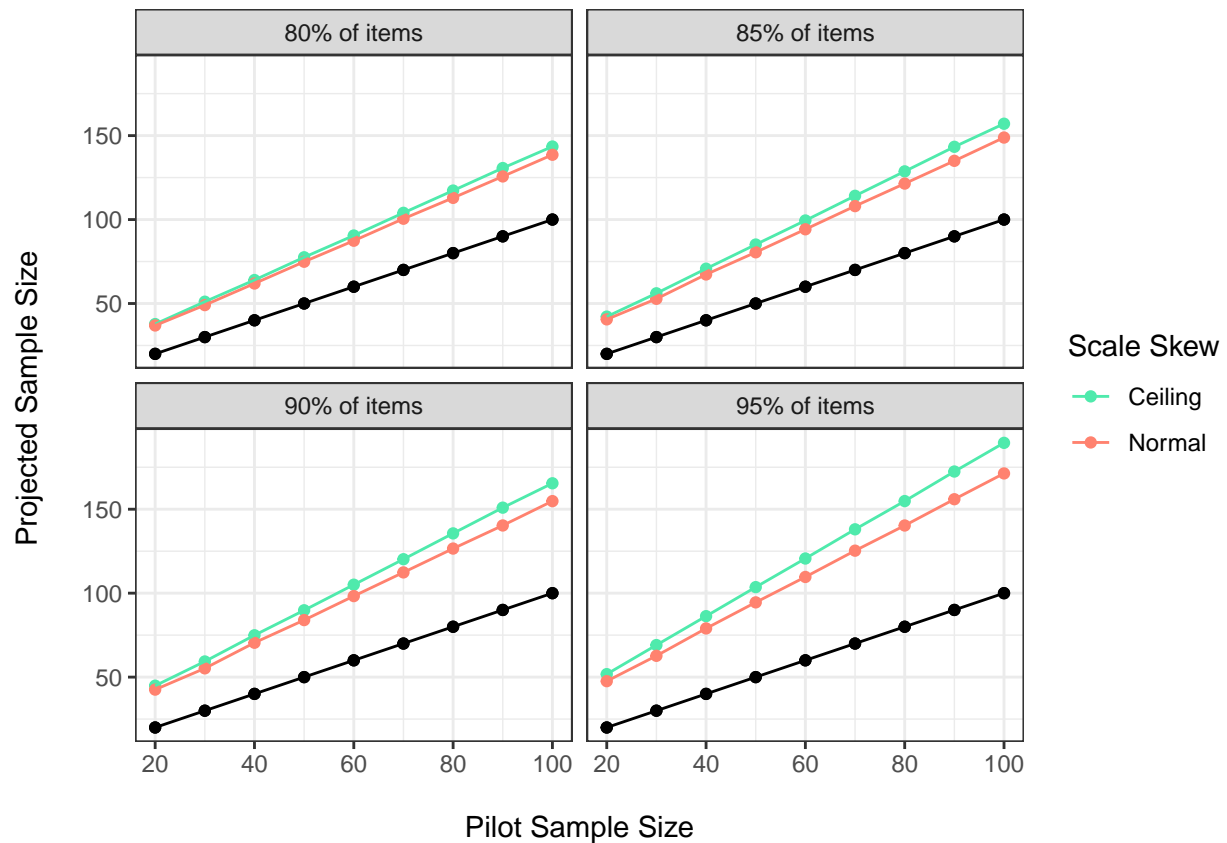 80% of items
85% of items
150
100
50
90% of items
95% of items
150
100
50
20 40 60 80 100
20 40 60 80 100
Pilot Sample Size
Projected Sample Size
Scale Skew
Ceiling
Normal